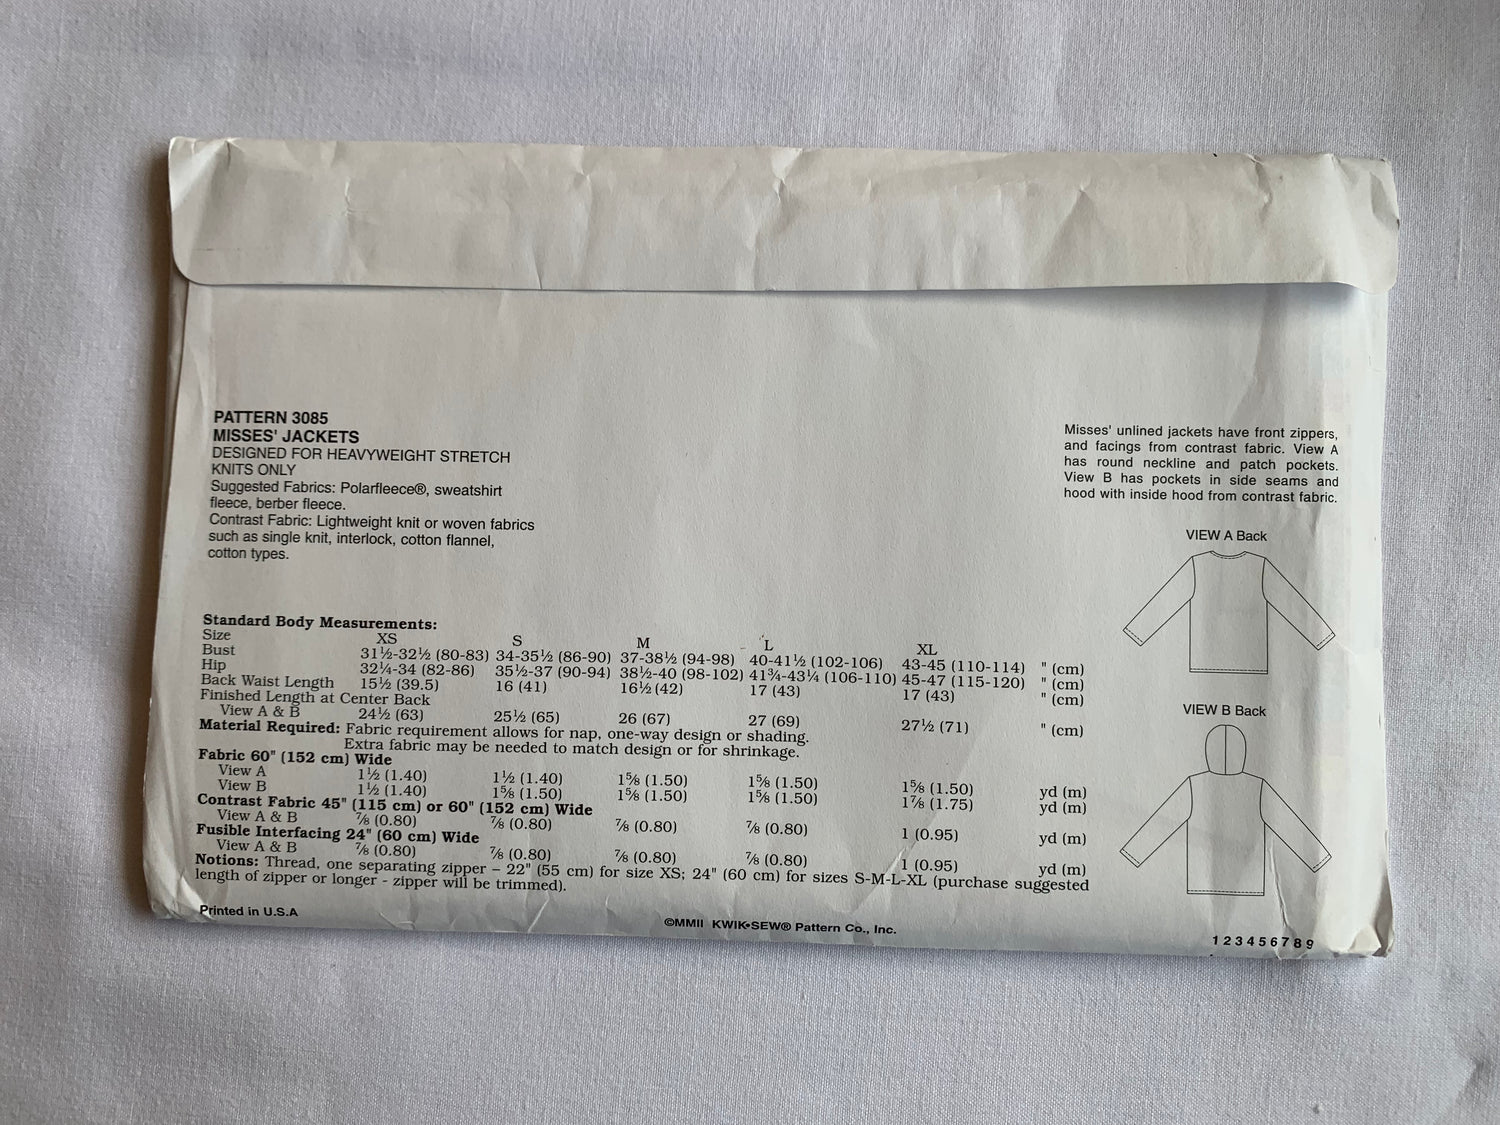 PATTERN 3085
MISSES' JACKETS
DESIGNED FOR HEAVYWEIGHT STRETCH
KNITS ONLY
Suggested Fabrics: Polarfleece®, sweatshirt
fleece, berber fleece.
Contrast Fabric: Lightweight knit or woven fabrics
such as single knit, interlock, cotton flannel,
cotton types.
Misses' unlined jackets have front zippers,
and facings from contrast fabric. View A
has round neckline and patch pockets.
View B has pockets in side seams and
hood with inside hood from contrast fabric.
VIEW A Back
VIEW B Back
Standard Body Measurements:
Size XS S M L XL
Bust 31½-32½ (80-83) 34-35½ (86-90) 37-38½ (94-98) 40-41½ (102-106) 43-45 (110-114) " (cm)
Hip 32¼-34 (82-86) 35½-37 (90-94) 38½-40 (98-102) 41¾-43¼ (106-110) 45-47 (115-120) " (cm)
Back Waist Length 15½ (39.5) 16 (41) 16½ (42) 17 (43) 17 (43) " (cm)
Finished Length at Center Back
View A & B 24½ (63) 25½ (65) 26 (67) 27 (69) 27½ (71) " (cm)
Material Required: Fabric requirement allows for nap, one-way design or shading.
Extra fabric may be needed to match design or for shrinkage.
Fabric 60" (152 cm) Wide
View A 1½ (1.40) 1½ (1.40) 1⅝ (1.50) 1⅝ (1.50) 1⅝ (1.50) yd (m)
View B 1½ (1.40) 1⅝ (1.50) 1⅝ (1.50) 1⅝ (1.50) 1⅞ (1.75) yd (m)
Contrast Fabric 45" (115 cm) or 60" (152 cm) Wide
View A & B ⅞ (0.80) ⅞ (0.80) ⅞ (0.80) ⅞ (0.80) 1 (0.95) yd (m)
Fusible Interfacing 24" (60 cm) Wide
View A & B ⅞ (0.80) ⅞ (0.80) ⅞ (0.80) ⅞ (0.80) 1 (0.95) yd (m)
Notions: Thread, one separating zipper – 22" (55 cm) for size XS; 24" (60 cm) for sizes S-M-L-XL (purchase suggested
length of zipper or longer - zipper will be trimmed).
Printed in U.S.A
©MMII KWIK•SEW® Pattern Co., Inc.
1 2 3 4 5 6 7 8 9